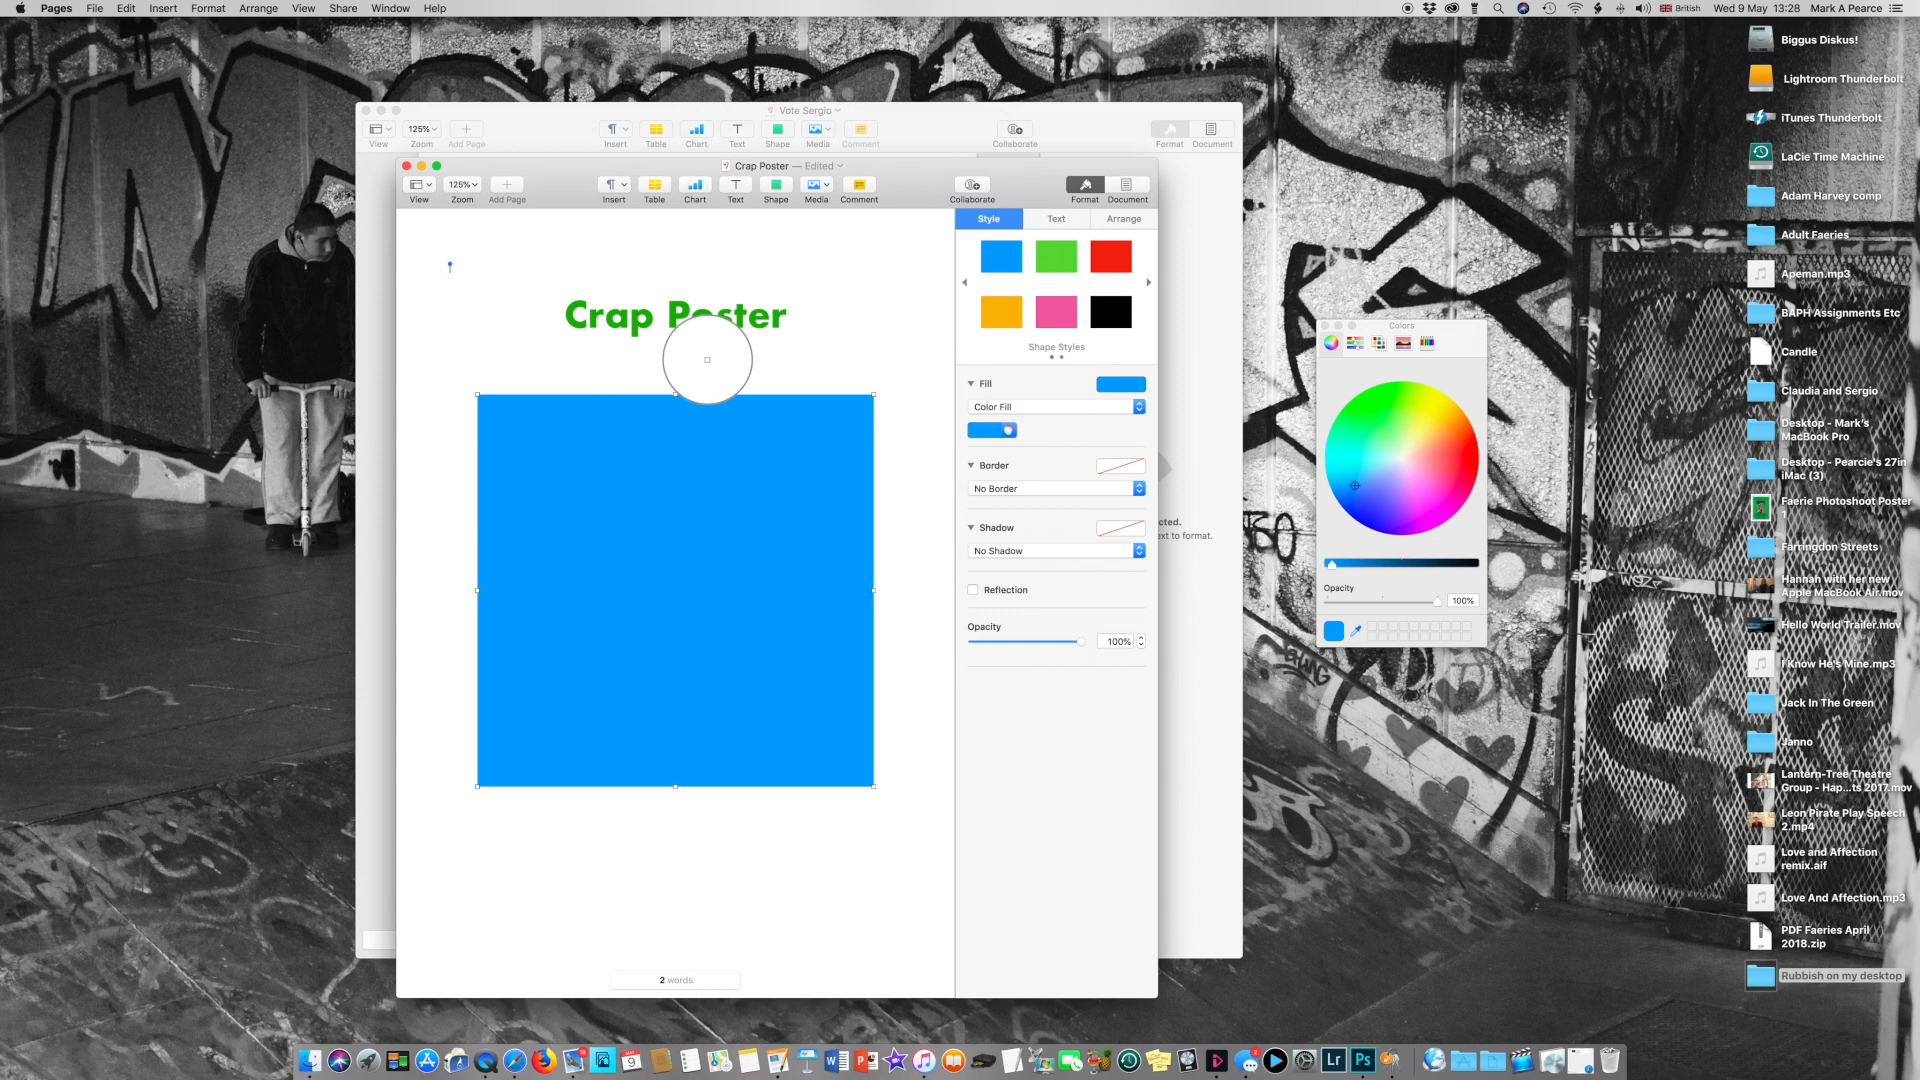 Pages File Edit Insert Format Arrange View Share Window Help
British Wed 9 May 13:28 Mark A Pearce
Vote Sergio
125%
View Zoom Add Page Insert Table Chart Text Shape Media Comment Collaborate Format Document
Crap Poster — Edited
125%
View Zoom Add Page Insert Table Chart Text Shape Media Comment Collaborate Format Document
Style Text Arrange
Crap Poster
Shape Styles
Fill
Color Fill
Border
No Border
Shadow
No Shadow
Reflection
Opacity
100%
2 words
cted.
ext to format.
Colors
Opacity
100%
Biggus Diskus!
Lightroom Thunderbolt
iTunes Thunderbolt
LaCie Time Machine
Adam Harvey comp
Adult Faeries
Apeman.mp3
BAPH Assignments Etc
Candle
Claudia and Sergio
Desktop - Mark's
MacBook Pro
Desktop - Pearcie's 27in
iMac (3)
Faerie Photoshoot Poster
1
Farringdon Streets
Hannah with her new
Apple MacBook Air.mov
Hello World Trailer.mov
I Know He's Mine.mp3
Jack In The Green
Janno
Lantern-Tree Theatre
Group - Hap...ts 2017.mov
Leon Pirate Play Speech
2.mp4
Love and Affection
remix.aif
Love And Affection.mp3
PDF Faeries April
2018.zip
Rubbish on my desktop
9
Lr Ps